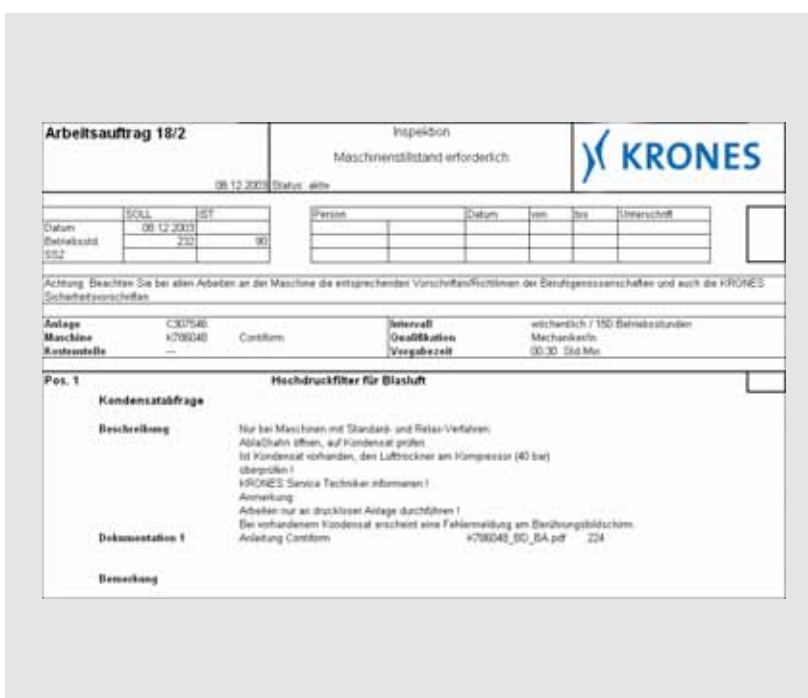 Arbeitsauftrag 18/2
Inspektion
Maschinenstillstand erforderlich
KRONES
08.12.2003 Status: aktiv
SOLL IST
Datum 08.12.2003
Betriebsstd. 232 90
SSZ
Person Datum von bis Unterschrift
Achtung: Beachten Sie bei allen Arbeiten an der Maschine die entsprechenden Vorschriften/Richtlinien der Berufsgenossenschaften und auch die KRONES
Sicherheitsvorschriften.
Anlage C307546 Intervall wöchentlich / 150 Betriebsstunden
Maschine K786048 Contiform Qualifikation Mechaniker/in
Kostenstelle --- Vorgabezeit 00:30 Std:Min
Pos. 1 Hochdruckfilter für Blasluft
Kondensatabfrage
Beschreibung Nur bei Maschinen mit Standard- und Relax-Verfahren:
Ablaßhahn öffnen, auf Kondensat prüfen.
Ist Kondensat vorhanden, den Lufttrockner am Kompressor (40 bar)
überprüfen !
KRONES Service Techniker informieren !
Anmerkung:
Arbeiten nur an druckloser Anlage durchführen !
Bei vorhandenem Kondensat erscheint eine Fehlermeldung am Berührungsbildschirm.
Dokumentation 1 Anleitung Contiform K786048_BD_BA.pdf 224
Bemerkung